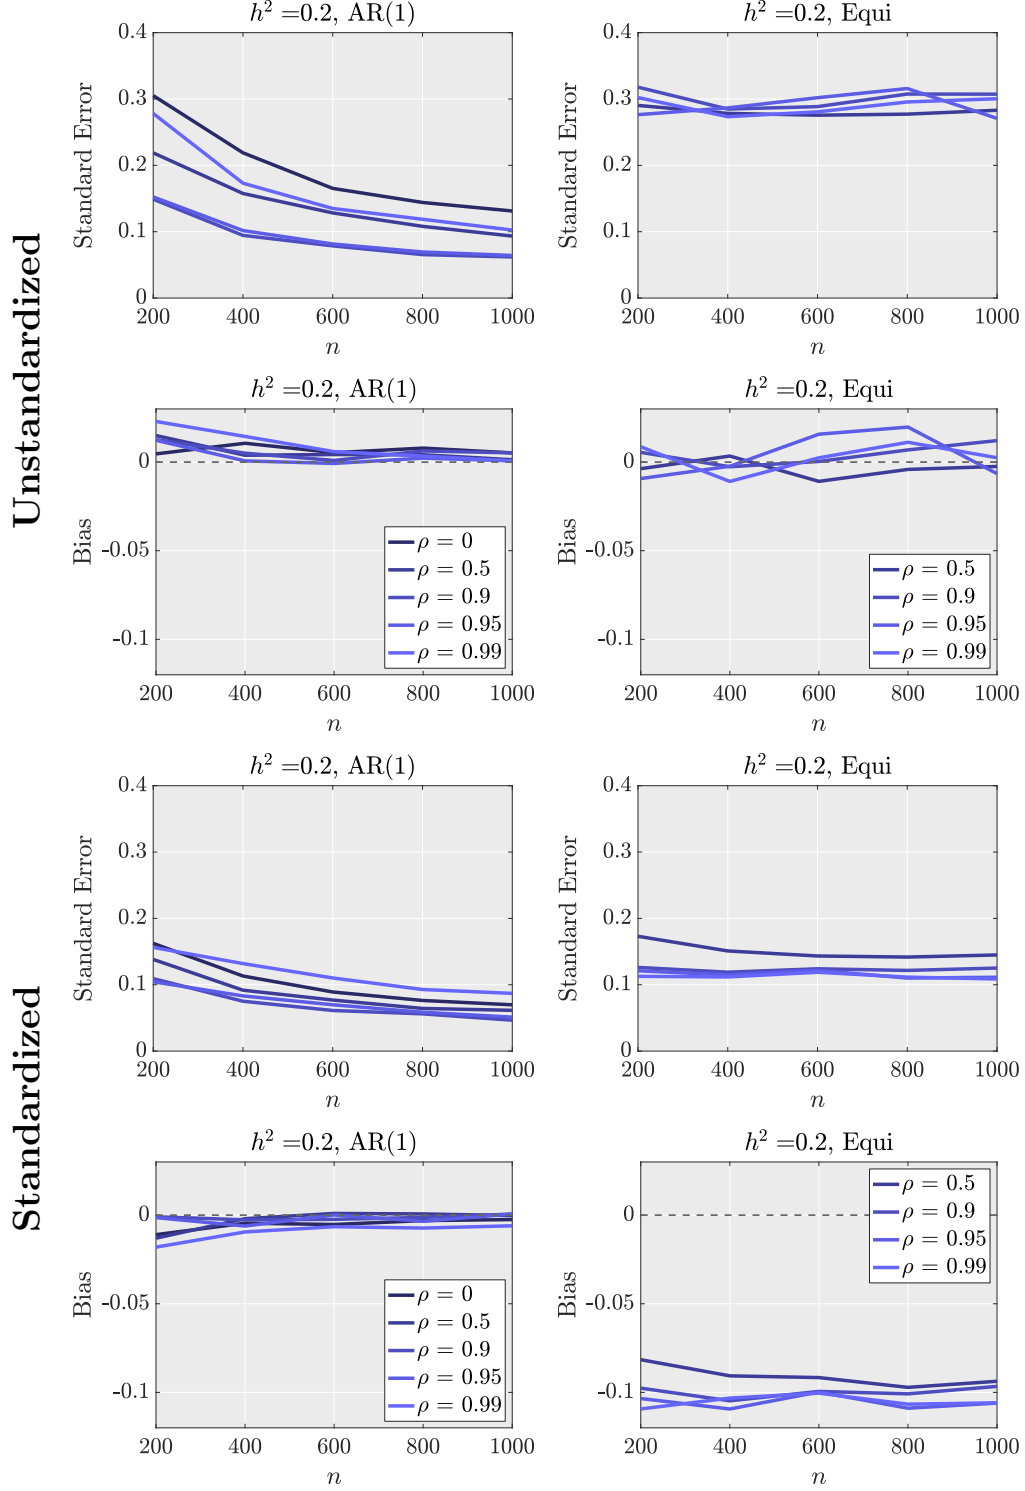 Unstandardized
h² =0.2, AR(1)
Standard Error
0.4
0.3
0.2
0.1
0
200 400 600 800 1000
n
h² =0.2, Equi
Standard Error
0.4
0.3
0.2
0.1
0
200 400 600 800 1000
n
h² =0.2, AR(1)
Bias
0
-0.05
-0.1
ρ = 0
ρ = 0.5
ρ = 0.9
ρ = 0.95
ρ = 0.99
200 400 600 800 1000
n
h² =0.2, Equi
Bias
0
-0.05
-0.1
ρ = 0.5
ρ = 0.9
ρ = 0.95
ρ = 0.99
200 400 600 800 1000
n
Standardized
h² =0.2, AR(1)
Standard Error
0.4
0.3
0.2
0.1
0
200 400 600 800 1000
n
h² =0.2, Equi
Standard Error
0.4
0.3
0.2
0.1
0
200 400 600 800 1000
n
h² =0.2, AR(1)
Bias
0
-0.05
-0.1
ρ = 0
ρ = 0.5
ρ = 0.9
ρ = 0.95
ρ = 0.99
200 400 600 800 1000
n
h² =0.2, Equi
Bias
0
-0.05
-0.1
ρ = 0.5
ρ = 0.9
ρ = 0.95
ρ = 0.99
200 400 600 800 1000
n